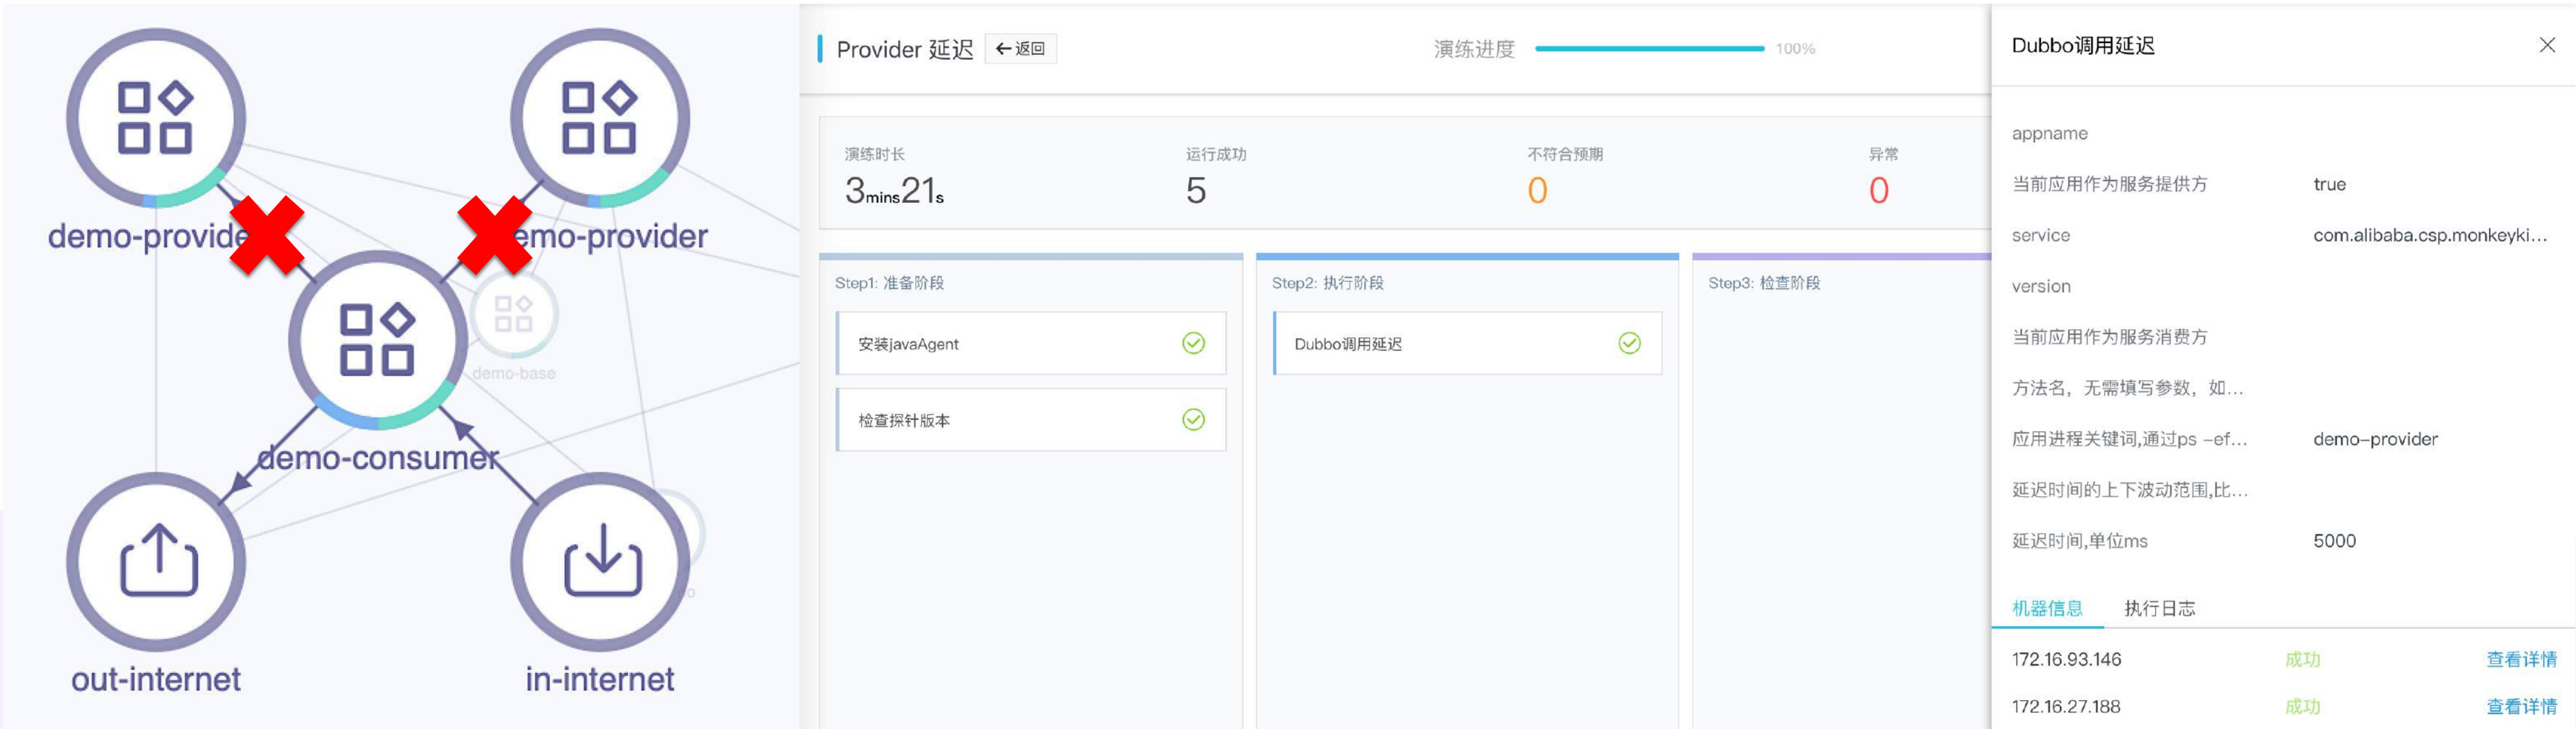 demo-provide
emo-provider
demo-base
demo-consumer
out-internet
in-internet
Provider 延迟
返回
演练进度
100%
演练时长
3mins21s
运行成功
5
不符合预期
0
异常
0
Step1: 准备阶段
安装javaAgent
检查探针版本
Step2: 执行阶段
Dubbo调用延迟
Step3: 检查阶段
Dubbo调用延迟
appname
当前应用作为服务提供方 true
service com.alibaba.csp.monkeyki...
version
当前应用作为服务消费方
方法名，无需填写参数，如...
应用进程关键词,通过ps -ef... demo-provider
延迟时间的上下波动范围,比...
延迟时间,单位ms 5000
机器信息 执行日志
172.16.93.146 成功 查看详情
172.16.27.188 成功 查看详情